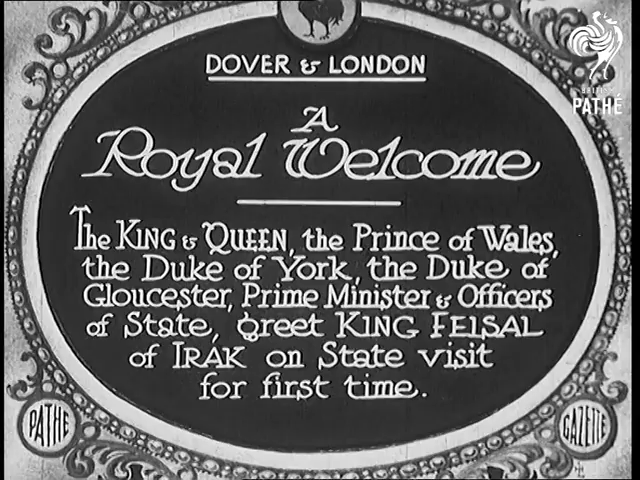 BRITISH
PATHÉ
DOVER & LONDON
A
Royal Welcome
The KING & QUEEN, the Prince of Wales,
the Duke of York, the Duke of
Gloucester, Prime Minister & Officers
of State, greet KING FEISAL
of IRAK on State visit
for first time.
PATHE
GAZETTE